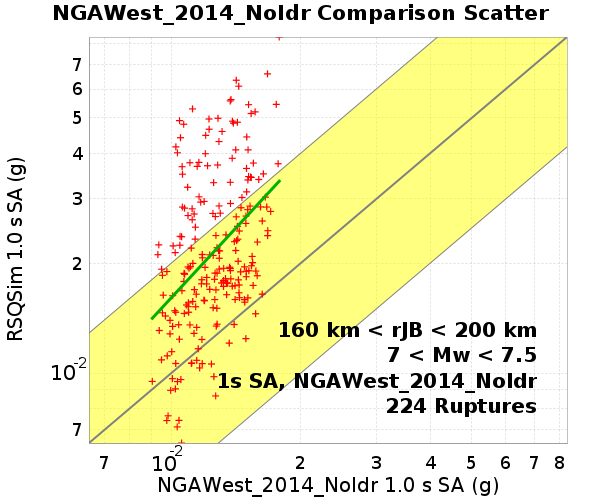 NGAWest_2014_NoIdr Comparison Scatter
RSQSim 1.0 s SA (g)
7
6
5
4
3
2
10-2
7
160 km < rJB < 200 km
7 < Mw < 7.5
1s SA, NGAWest_2014_NoIdr
224 Ruptures
7 10-2 2 3 4 5 6 7 8
NGAWest_2014_NoIdr 1.0 s SA (g)